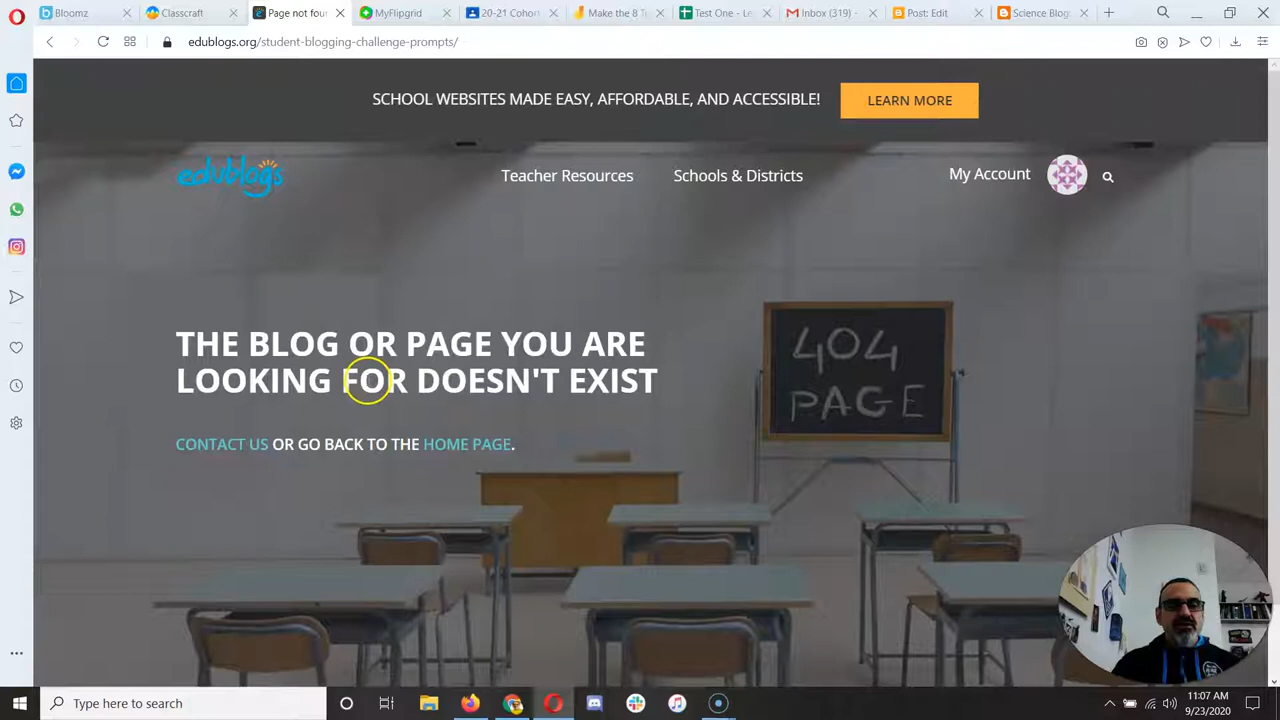 Bloomz
Classcraft
Page not four
MyFlipgrid
20-21 Cohort
Make the 8 T
Test One - Le
Inbox (319) -
Post: Edit
Science Blog
edublogs.org/student-blogging-challenge-prompts/
SCHOOL WEBSITES MADE EASY, AFFORDABLE, AND ACCESSIBLE!
LEARN MORE
edublogs
Teacher Resources
Schools & Districts
My Account
THE BLOG OR PAGE YOU ARE
LOOKING FOR DOESN'T EXIST
404
PAGE
CONTACT US OR GO BACK TO THE HOME PAGE.
Type here to search
11:07 AM
9/23/2020